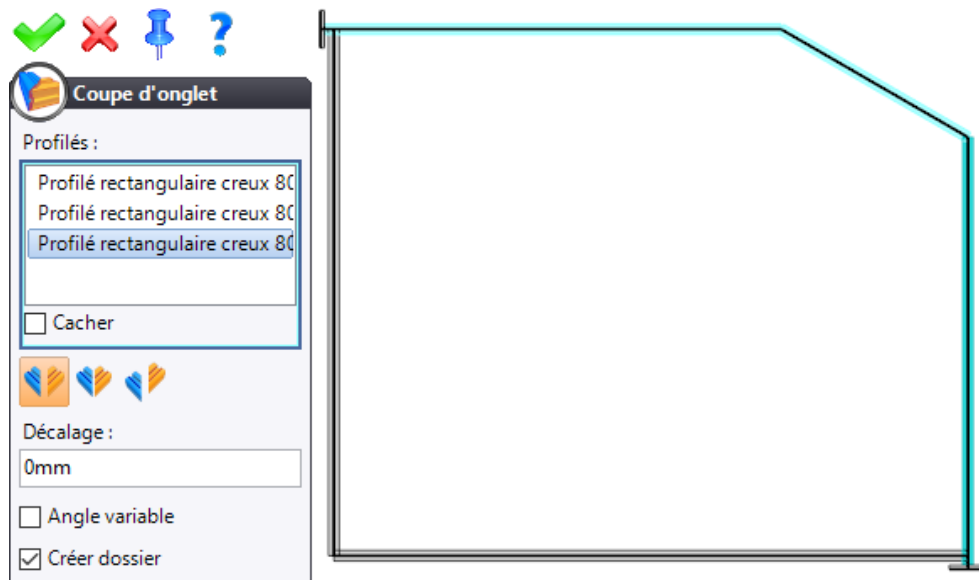 Coupe d'onglet
Profilés :
Profilé rectangulaire creux 80
Profilé rectangulaire creux 80
Profilé rectangulaire creux 80
Cacher
Décalage :
0mm
Angle variable
Créer dossier